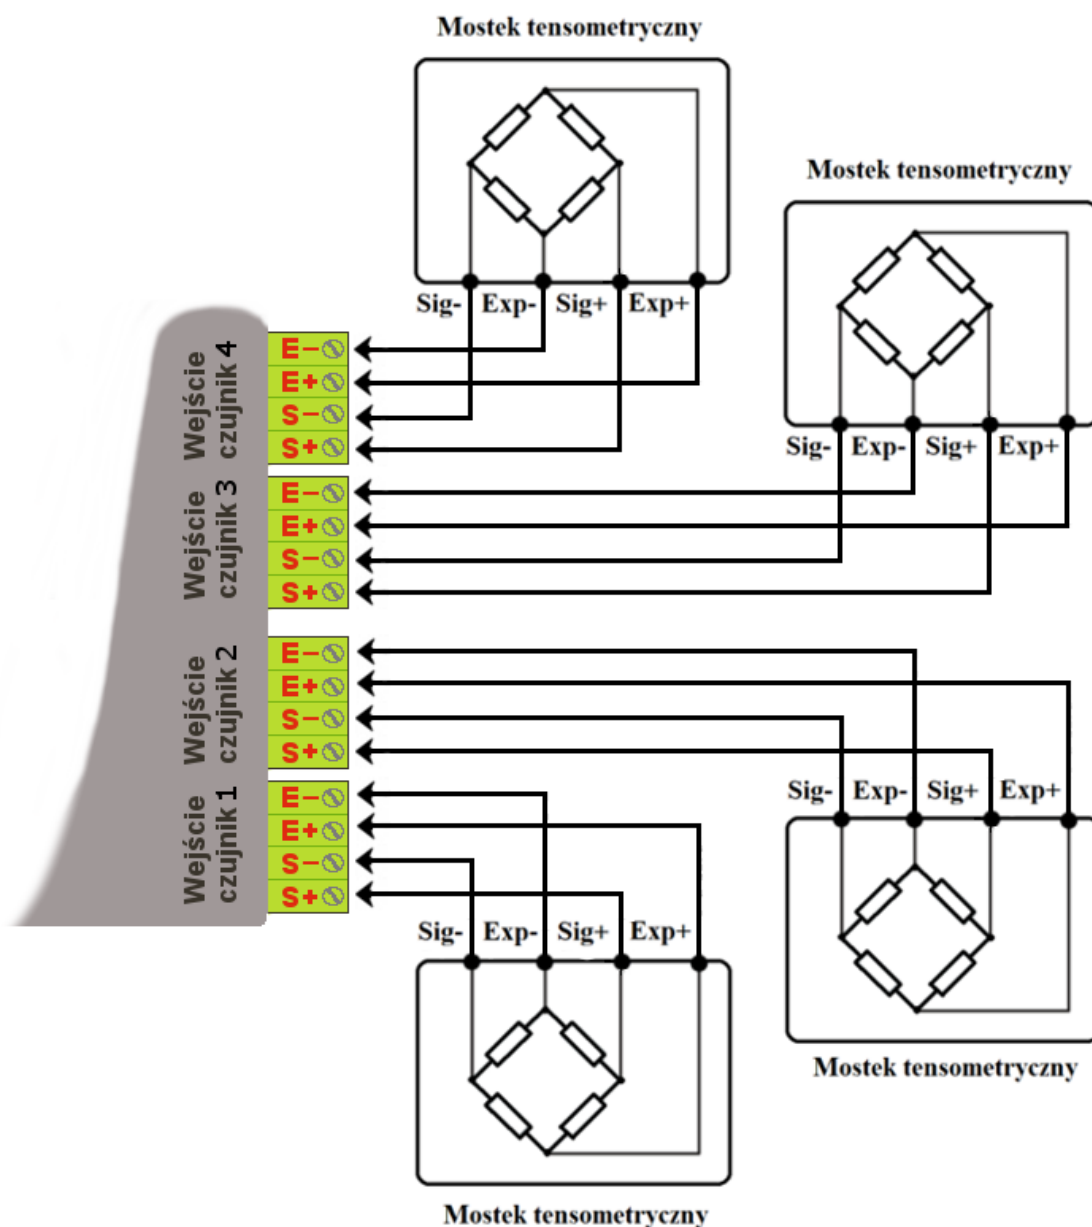 Mostek tensometryczny
Sig- Exp- Sig+ Exp+
Mostek tensometryczny
Sig- Exp- Sig+ Exp+
Wejście
czujnik 4
E-
E+
S-
S+
Wejście
czujnik 3
E-
E+
S-
S+
Wejście
czujnik 2
E-
E+
S-
S+
Wejście
czujnik 1
E-
E+
S-
S+
Sig- Exp- Sig+ Exp+
Mostek tensometryczny
Sig- Exp- Sig+ Exp+
Mostek tensometryczny